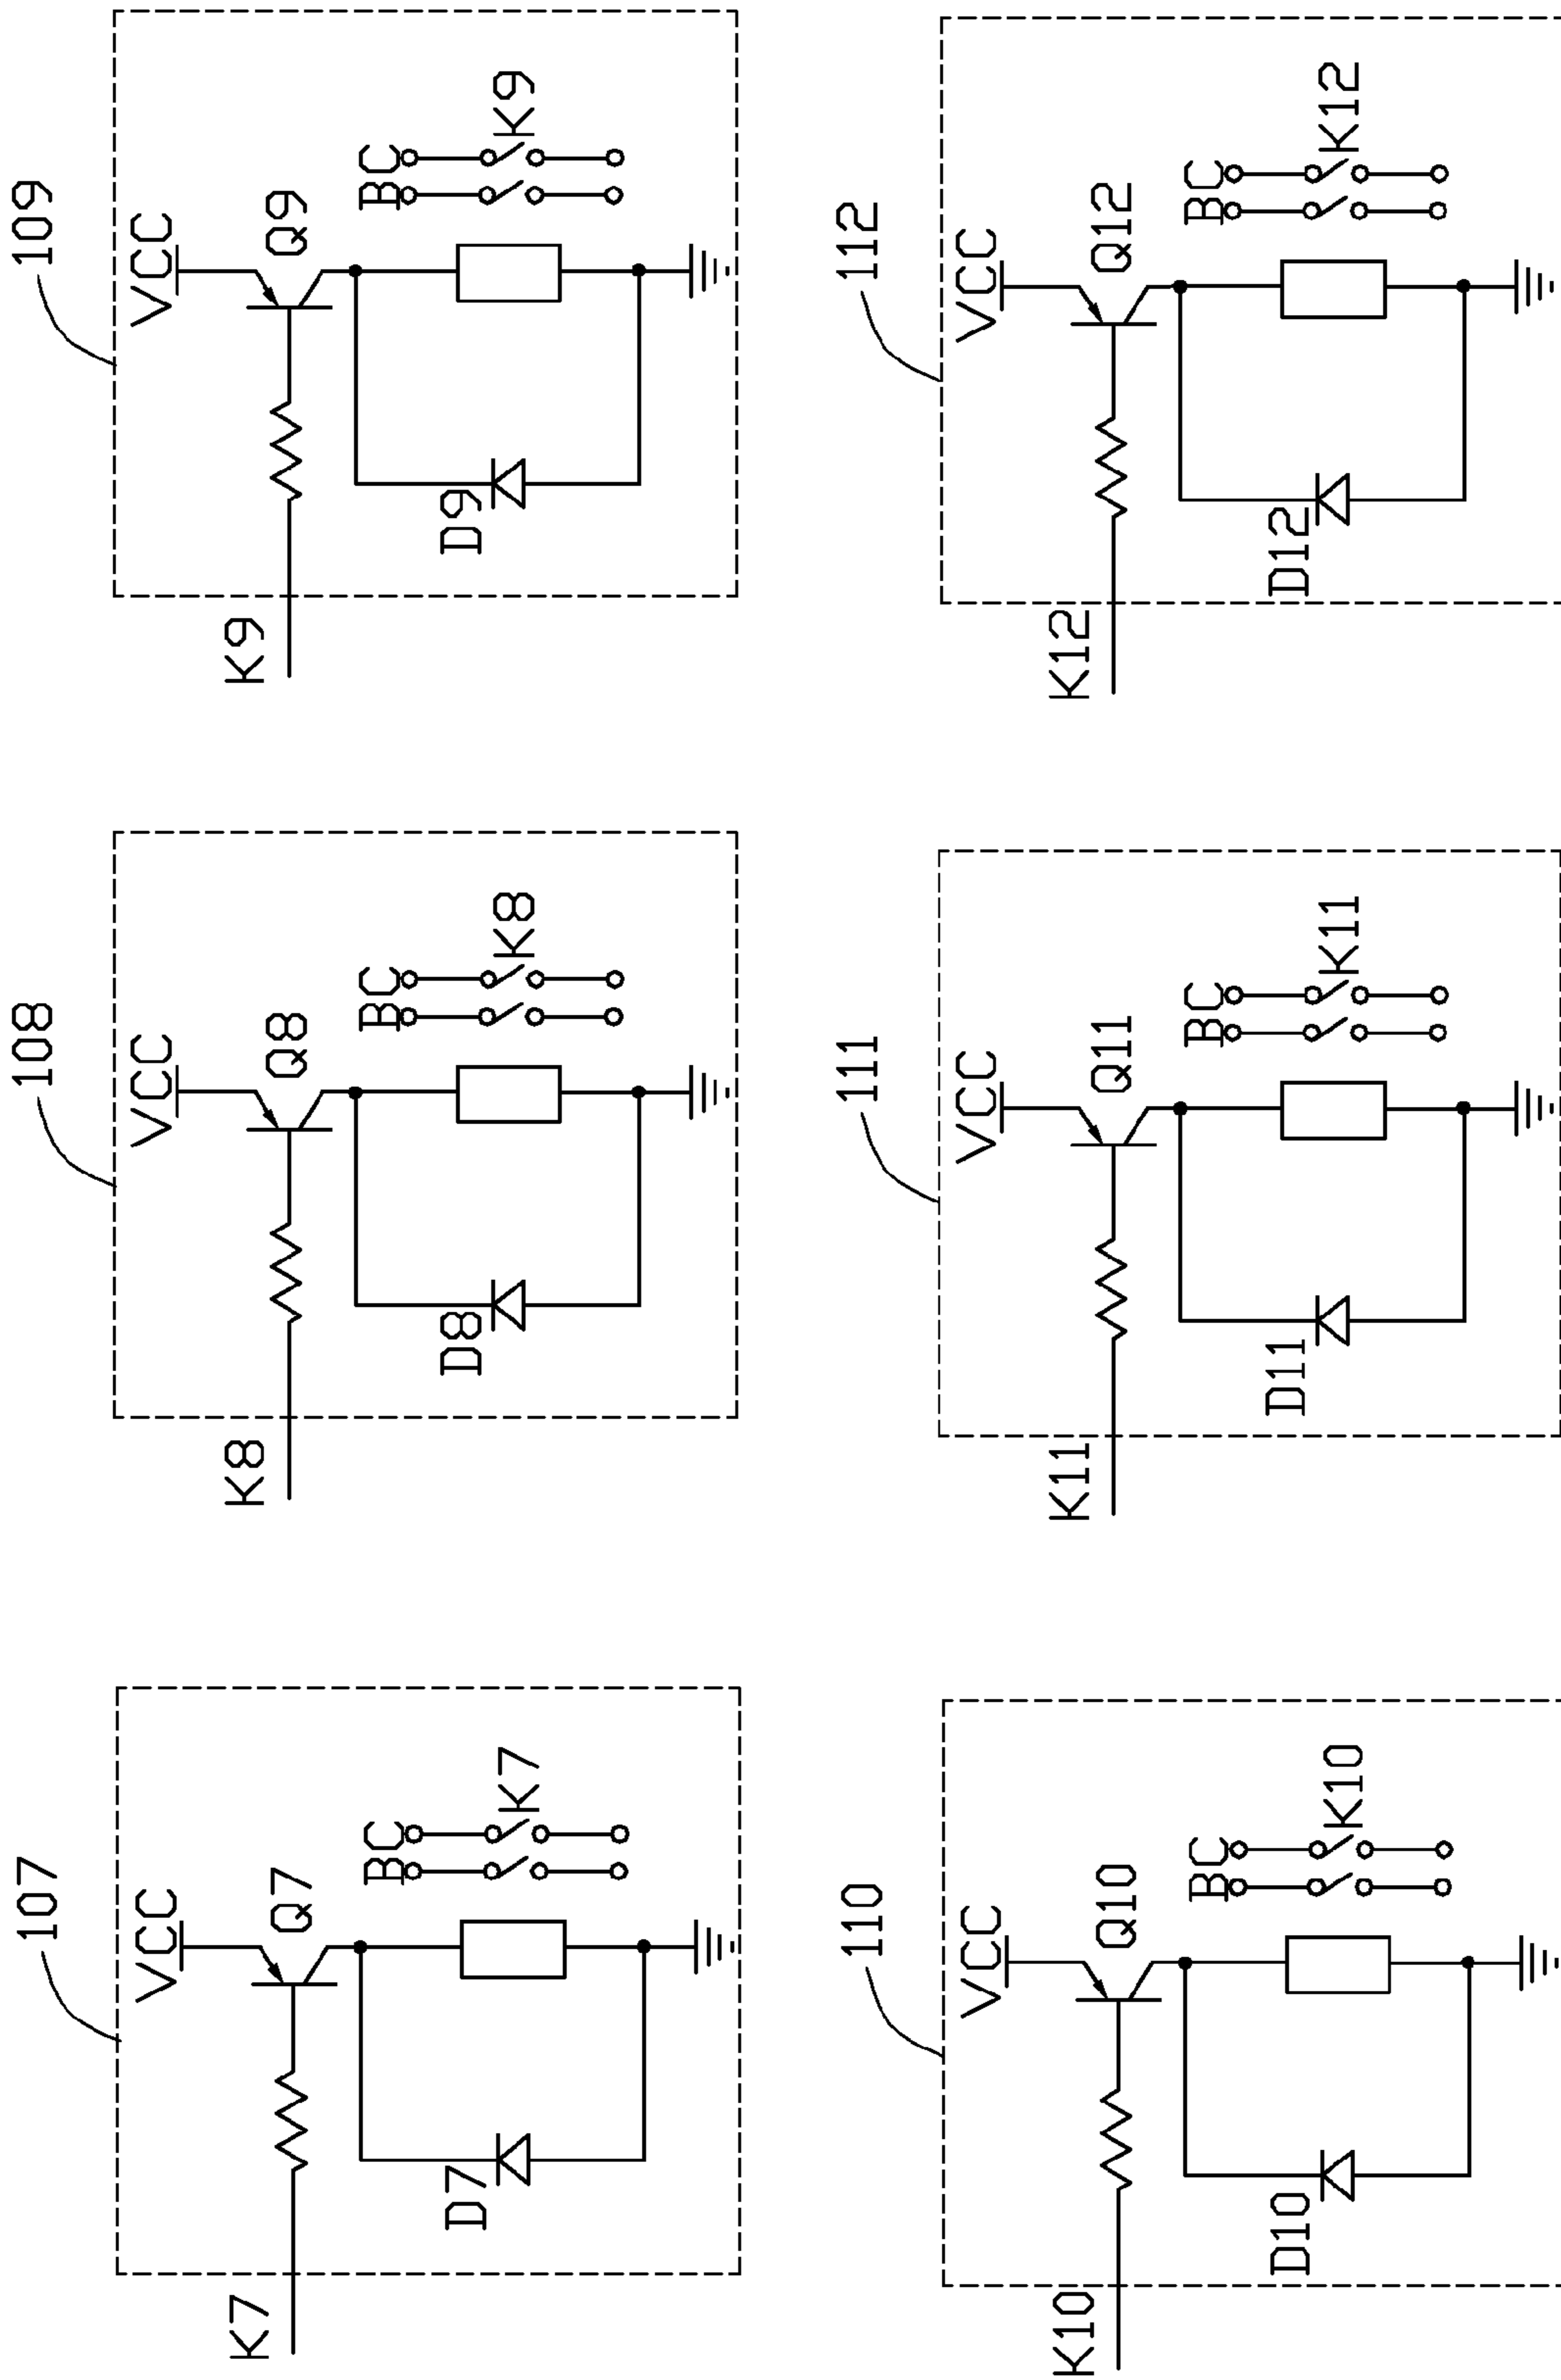 107
VCC
K7
Q7
BC
D7
K7
108
VCC
K8
Q8
BC
D8
K8
109
VCC
K9
Q9
BC
D9
K9
110
VCC
K10
Q10
BC
D10
K10
111
VCC
K11
Q11
BC
D11
K11
112
VCC
K12
Q12
BC
D12
K12